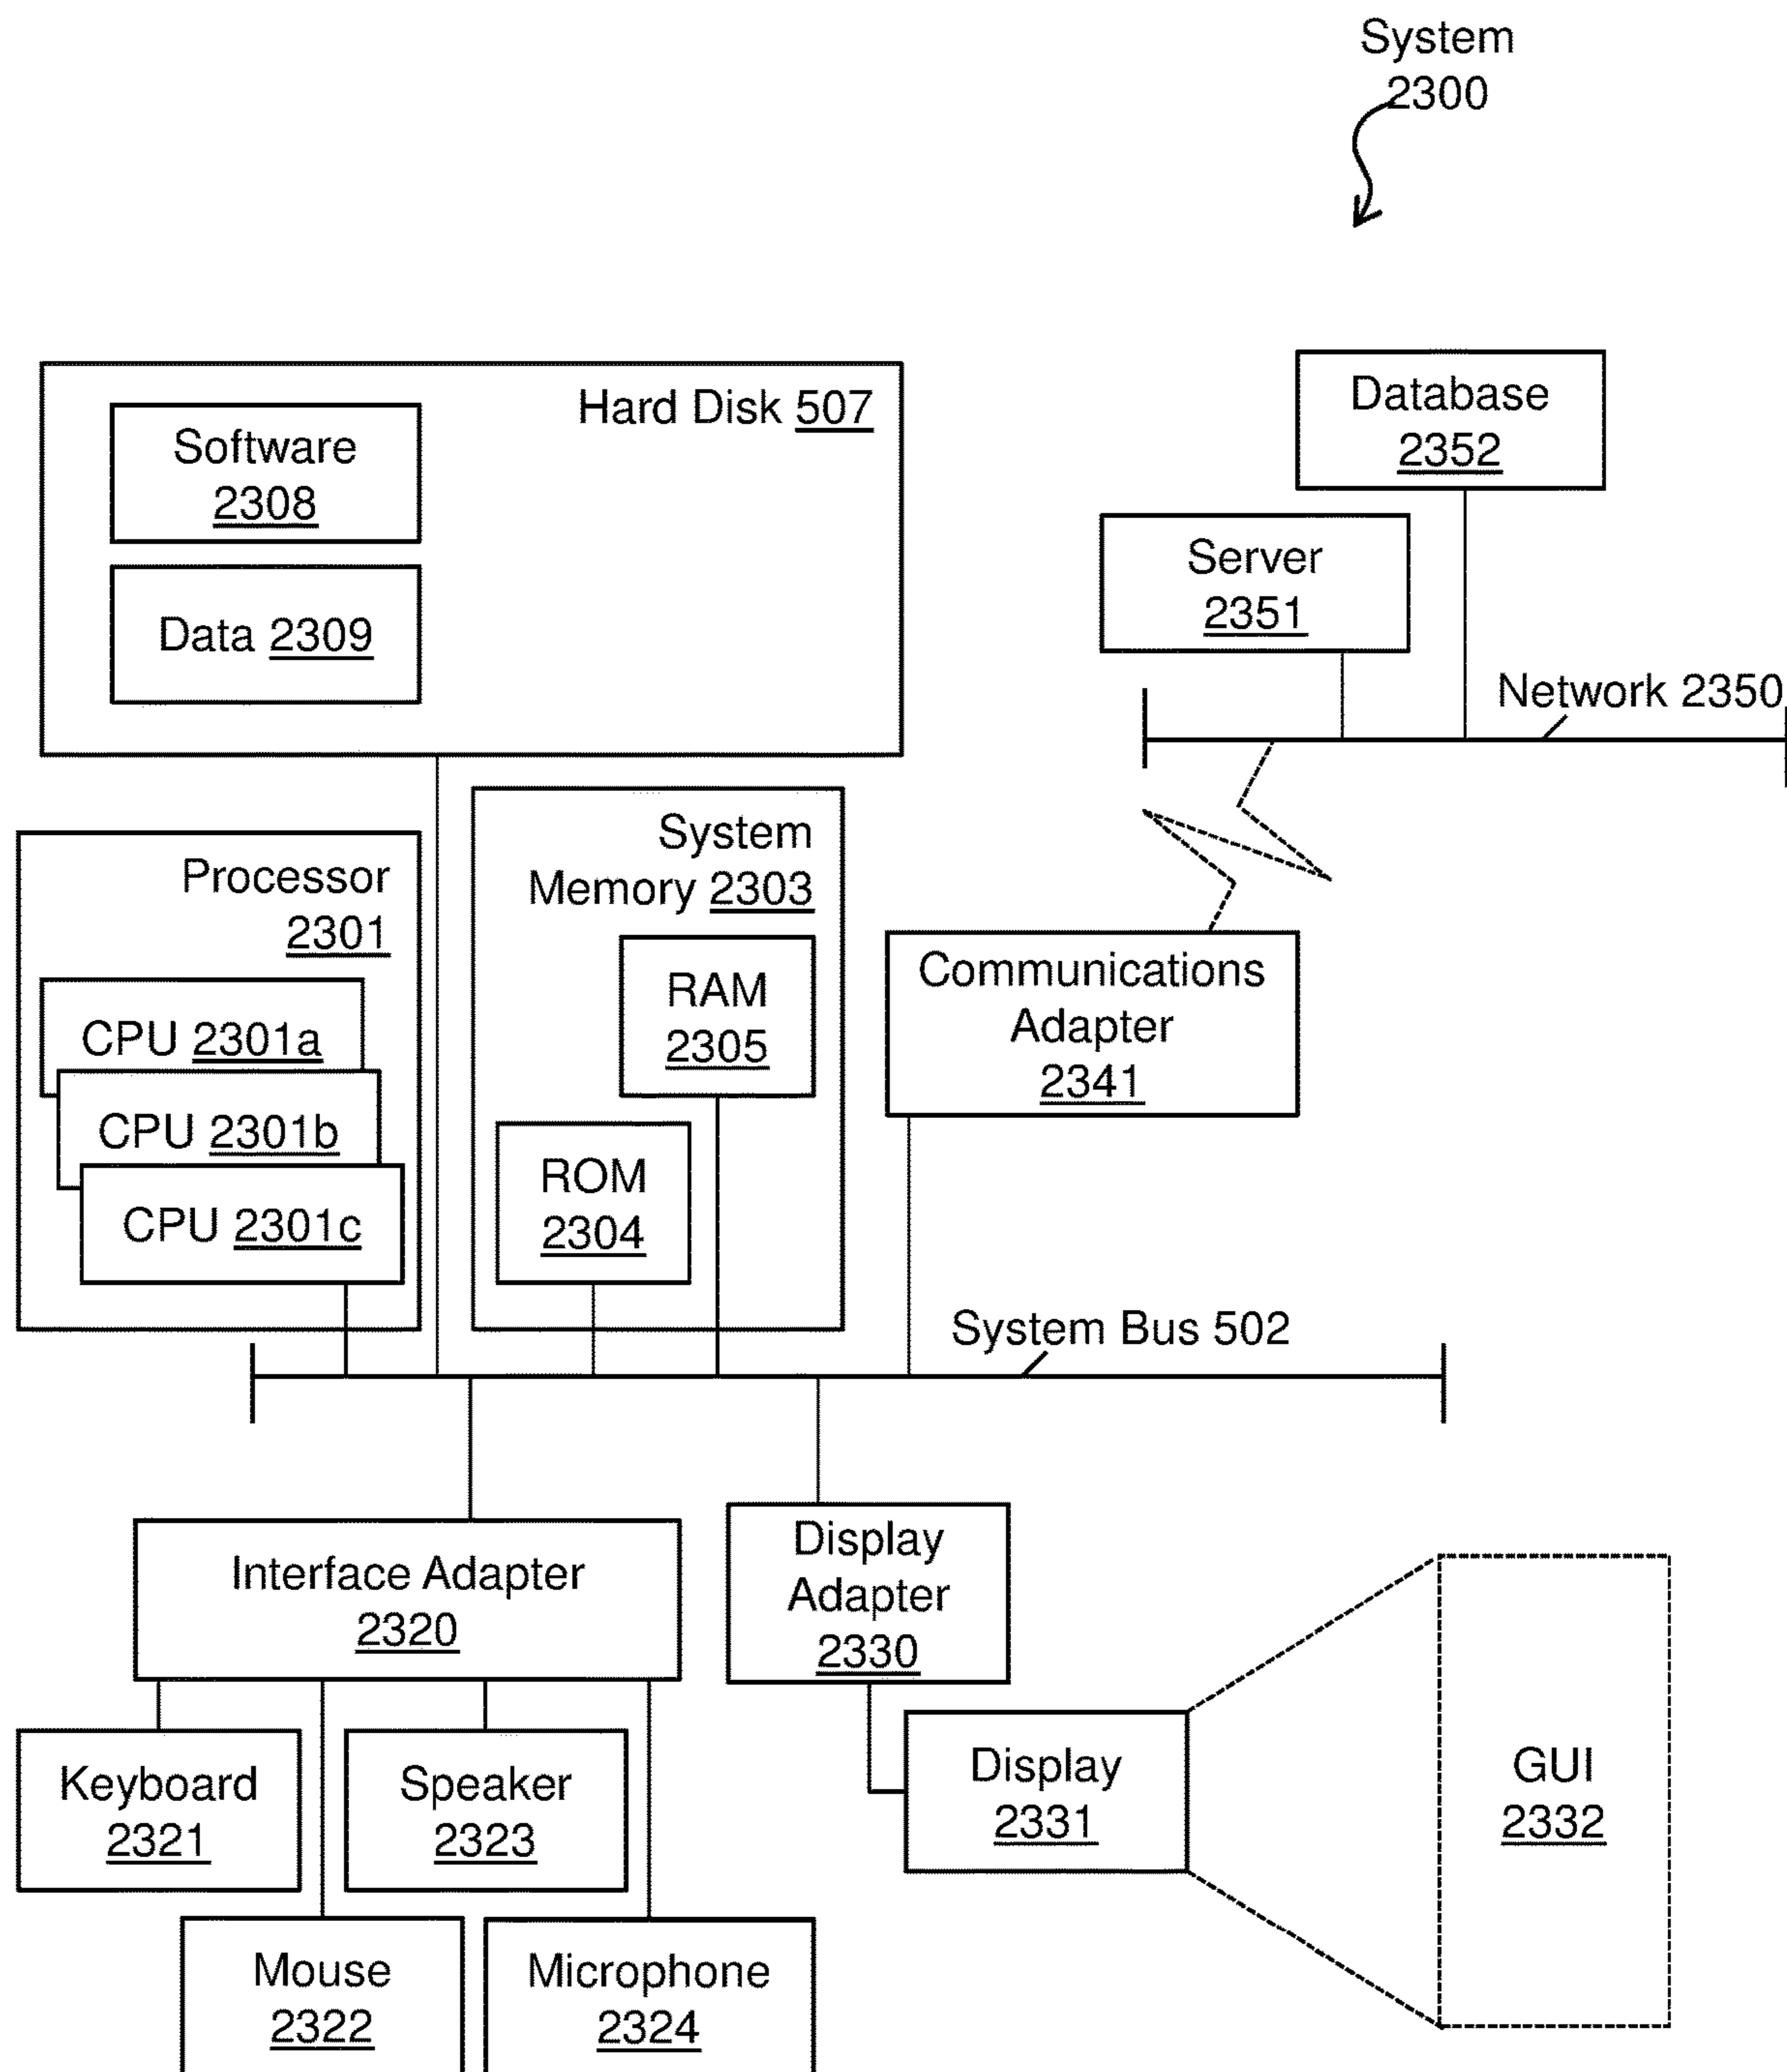 System
2300
Hard Disk 507
Software
2308
Data 2309
Database
2352
Server
2351
Network 2350
Processor
2301
CPU 2301a
CPU 2301b
CPU 2301c
System
Memory 2303
RAM
2305
ROM
2304
Communications
Adapter
2341
System Bus 502
Interface Adapter
2320
Display
Adapter
2330
Keyboard
2321
Speaker
2323
Display
2331
GUI
2332
Mouse
2322
Microphone
2324